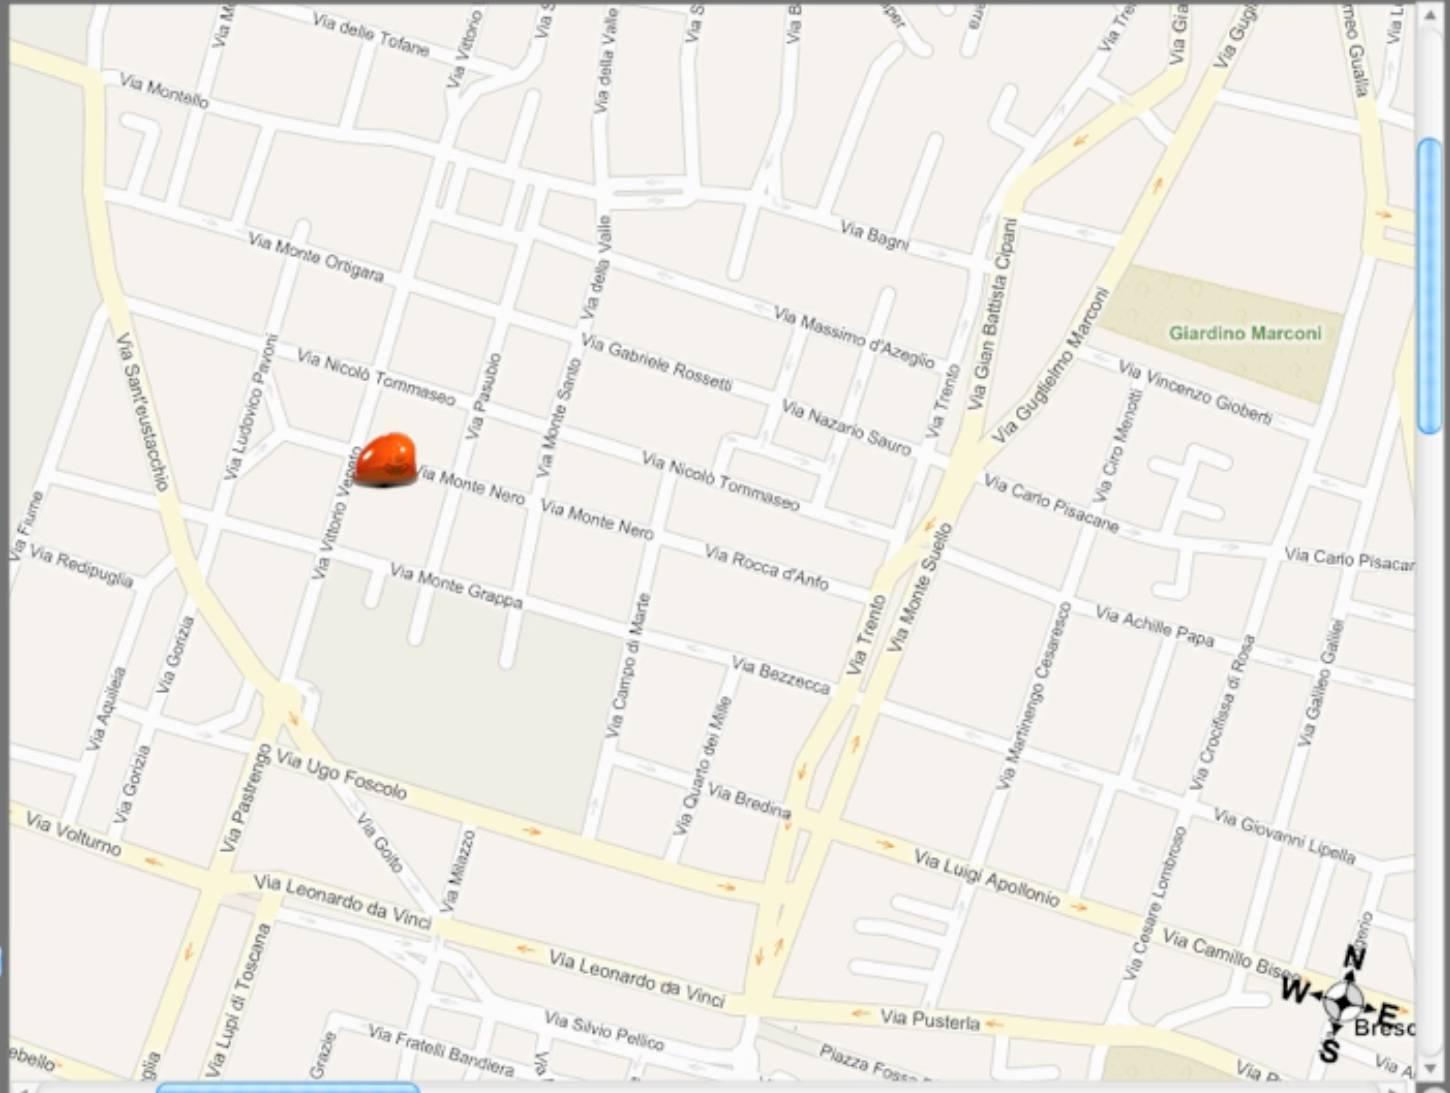 Via delle Tofane
Via Vittorio
Via della Valle
Via Montello
Via Bagni
Via Monte Ortigara
Via della Valle
Via Gian Battista Cipani
Via Massimo d'Azeglio
Giardino Marconi
Via Sant'eustacchio
Via Ludovico Pavoni
Via Nicolò Tommaseo
Via Pasubio
Via Gabriele Rossetti
Via Monte Santo
Via Nazario Sauro
Via Trento
Via Guglielmo Marconi
Via Vincenzo Gioberti
Via Ciro Menotti
Via Monte Nero
Via Monte Nero
Via Nicolò Tommaseo
Via Carlo Pisacane
Via Fiume
Via Redipuglia
Via Monte Grappa
Via Rocca d'Anfo
Via Carlo Pisacar
Via Achille Papa
Via Gorizia
Via Aquileia
Via Campo di Marte
Via Bezzecca
Via Trento
Via Monte Suello
Via Martinengo Cesaresco
Via Crocifissa di Rosa
Via Galileo Galilei
Via Gorizia
Via Pastrengo
Via Ugo Foscolo
Via Quarto dei Mille
Via Bredina
Via Giovanni Lipella
Via Volturno
Via Goito
Via Milazzo
Via Luigi Apollonio
Via Cesare Lombroso
Via Leonardo da Vinci
Via Camillo
Via Lupi di Toscana
Via Leonardo da Vinci
Via Pusterla
Via Silvio Pellico
Via Fratelli Bandiera
Grazie
Piazza Fossa
ebello
N
W
E
S
Bresc